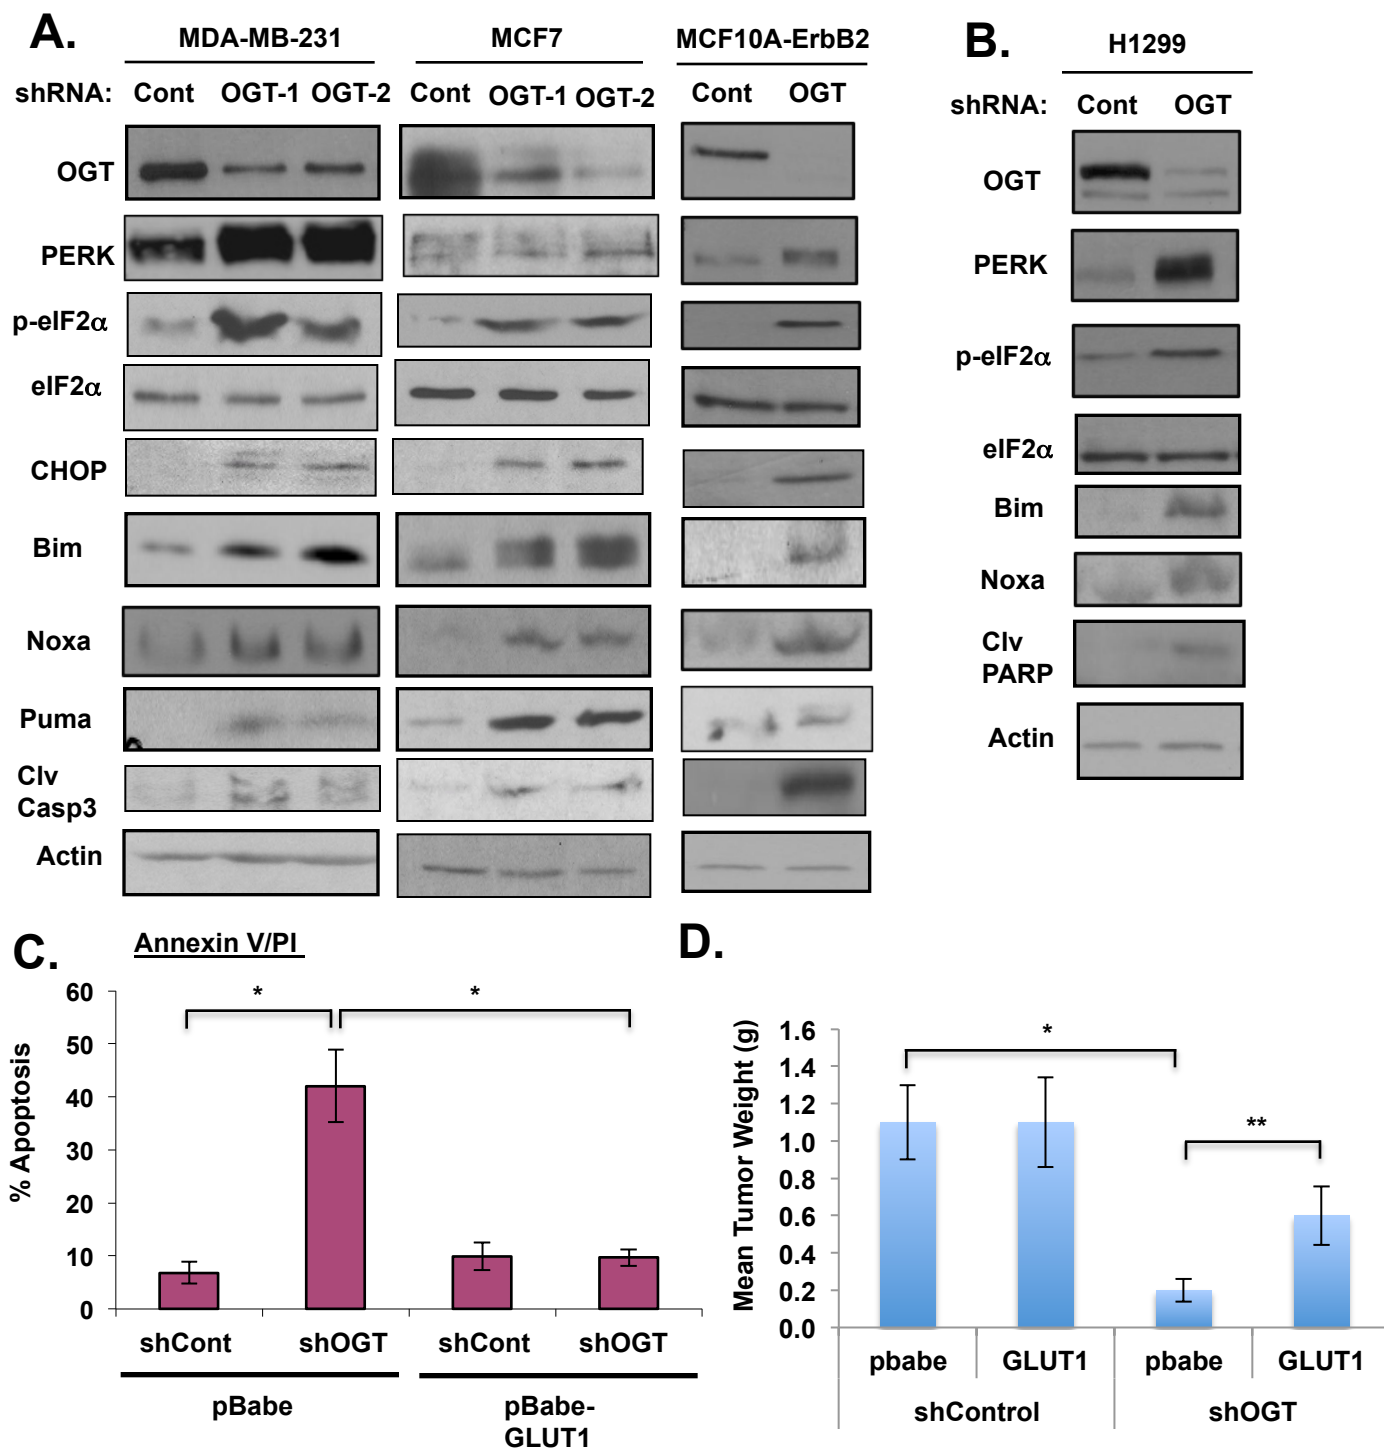 A.
MDA-MB-231
MCF7
MCF10A-ErbB2
shRNA: Cont OGT-1 OGT-2 Cont OGT-1 OGT-2 Cont OGT
OGT
PERK
p-eIF2α
eIF2α
CHOP
Bim
Noxa
Puma
Clv
Casp3
Actin
B.
H1299
shRNA: Cont OGT
OGT
PERK
p-eIF2α
eIF2α
Bim
Noxa
Clv
PARP
Actin
C.
Annexin V/PI
% Apoptosis
60
50
40
30
20
10
0
* *
shCont shOGT shCont shOGT
pBabe
pBabe-
GLUT1
D.
Mean Tumor Weight (g)
1.6
1.4
1.2
1.0
0.8
0.6
0.4
0.2
0.0
*
**
pbabe GLUT1 pbabe GLUT1
shControl shOGT